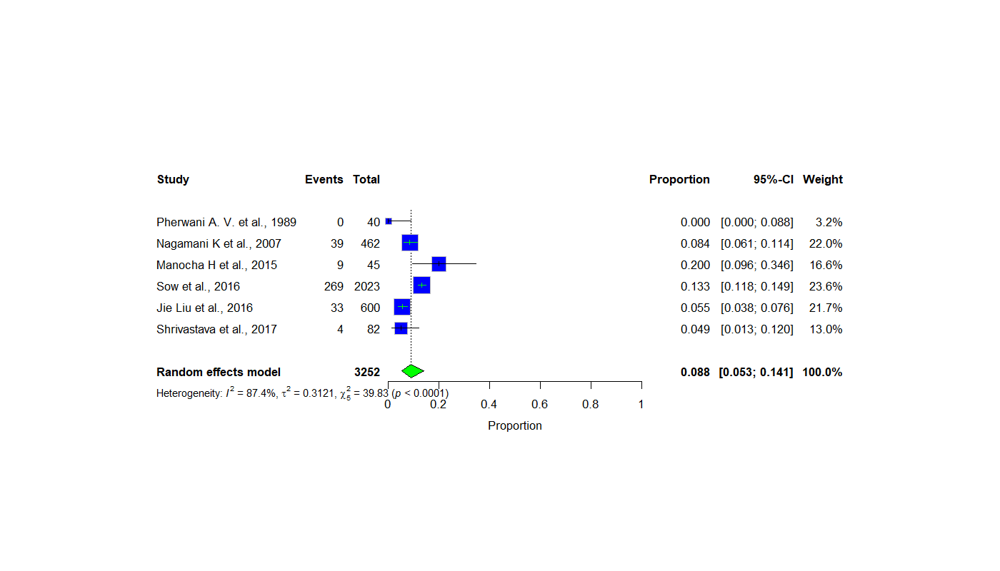 Study Events Total Proportion 95%-CI Weight
Pherwani A. V. et al., 1989 0 40 0.000 [0.000; 0.088] 3.2%
Nagamani K et al., 2007 39 462 0.084 [0.061; 0.114] 22.0%
Manocha H et al., 2015 9 45 0.200 [0.096; 0.346] 16.6%
Sow et al., 2016 269 2023 0.133 [0.118; 0.149] 23.6%
Jie Liu et al., 2016 33 600 0.055 [0.038; 0.076] 21.7%
Shrivastava et al., 2017 4 82 0.049 [0.013; 0.120] 13.0%
Random effects model 3252 0.088 [0.053; 0.141] 100.0%
Heterogeneity: I² = 87.4%, τ² = 0.3121, χ²₅ = 39.83 (p < 0.0001)
0 0.2 0.4 0.6 0.8 1
Proportion